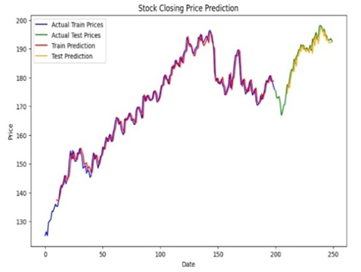 Stock Closing Price Prediction
Actual Train Prices
Actual Test Prices
Train Prediction
Test Prediction
200
190
180
170
160
150
140
130
Price
0
50
100
150
200
250
Date